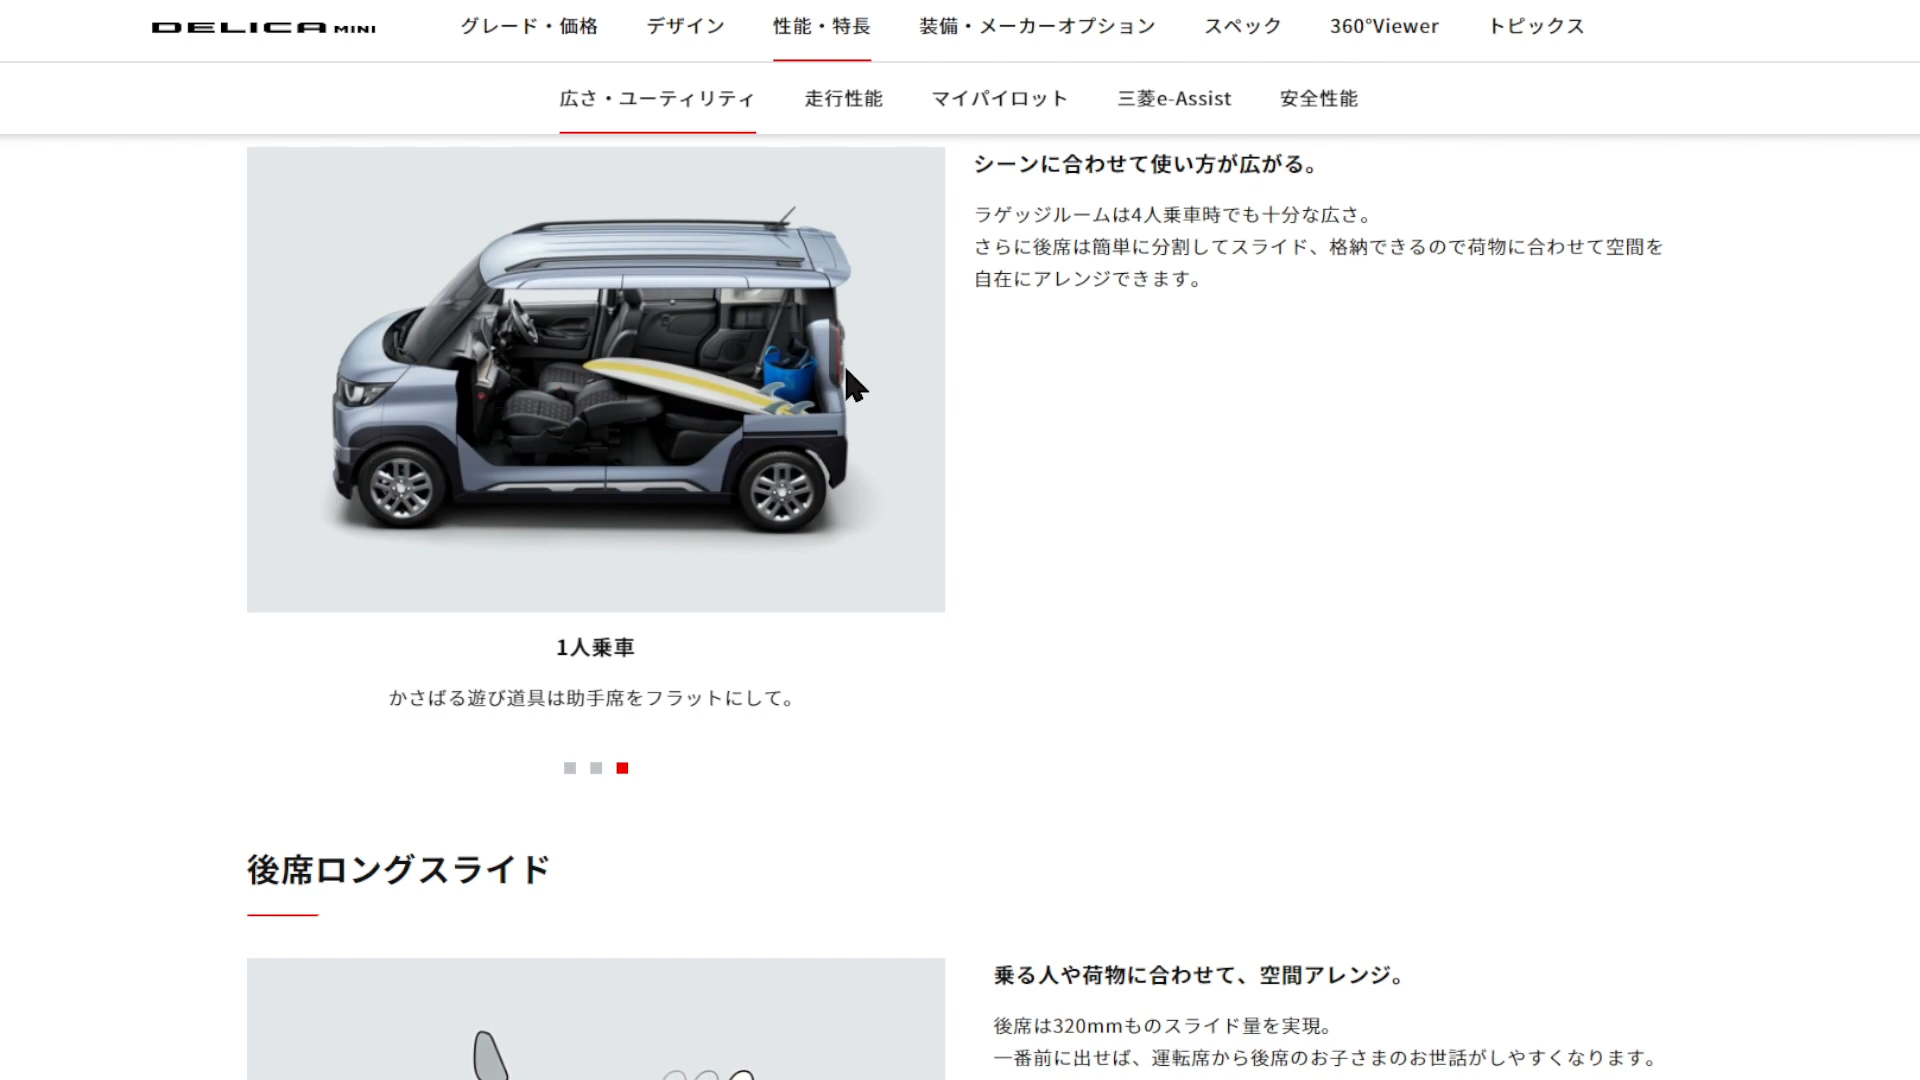 DELICA MINI
グレード・価格
デザイン
性能・特長
装備・メーカーオプション
スペック
360°Viewer
トピックス
広さ・ユーティリティ
走行性能
マイパイロット
三菱e-Assist
安全性能
シーンに合わせて使い方が広がる。
ラゲッジルームは4人乗車時でも十分な広さ。
さらに後席は簡単に分割してスライド、格納できるので荷物に合わせて空間を
自在にアレンジできます。
1人乗車
かさばる遊び道具は助手席をフラットにして。
後席ロングスライド
乗る人や荷物に合わせて、空間アレンジ。
後席は320mmものスライド量を実現。
一番前に出せば、運転席から後席のお子さまのお世話がしやすくなります。